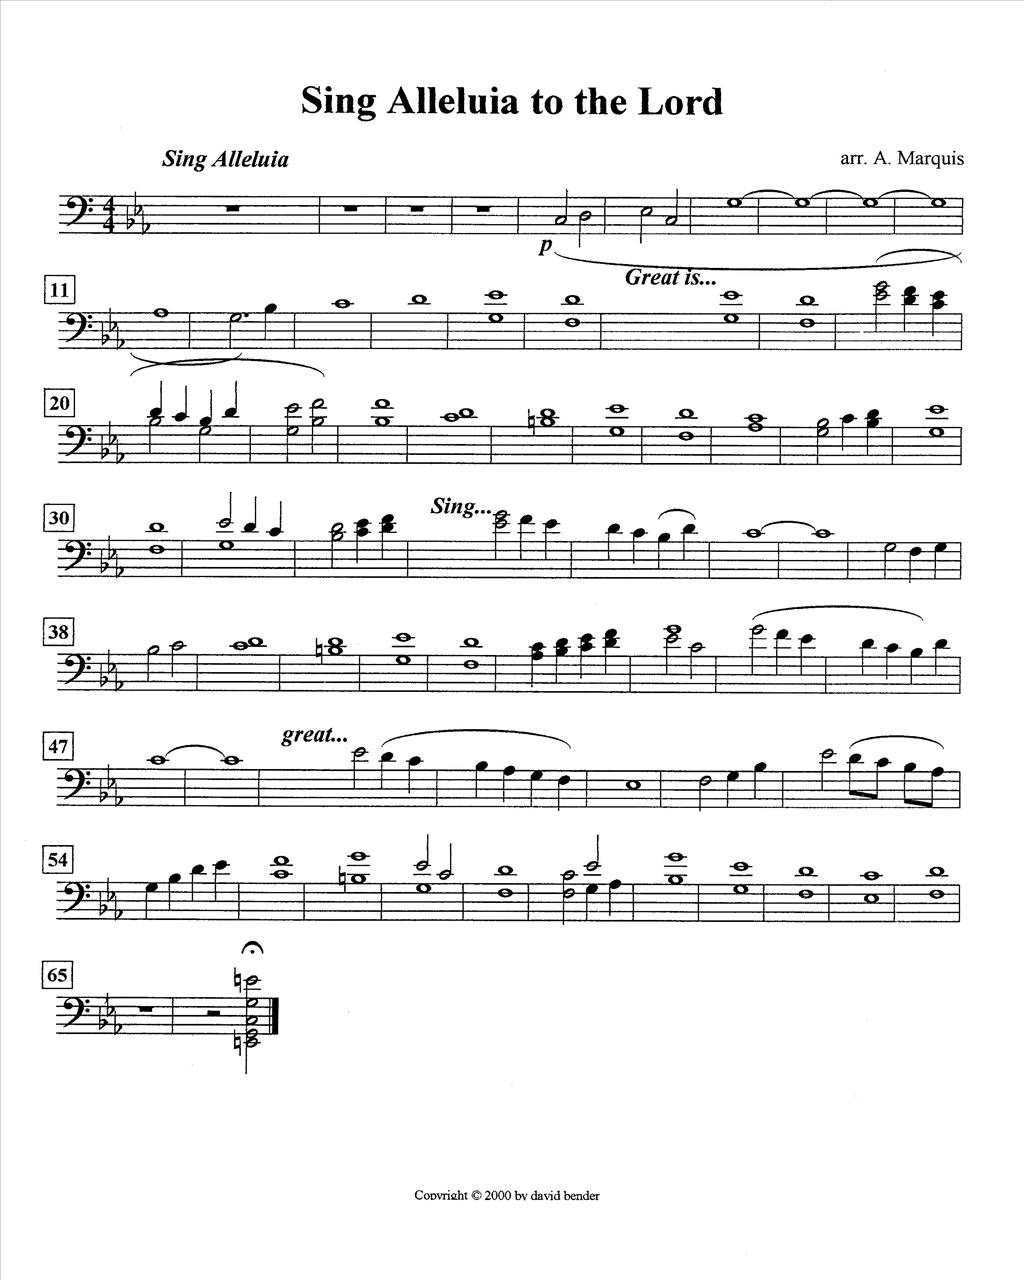 Sing Alleluia to the Lord
Sing Alleluia
arr. A. Marquis
4
4
p
Great is...
11
20
30
Sing...
38
47
great...
54
65
Copyright © 2000 by david bender